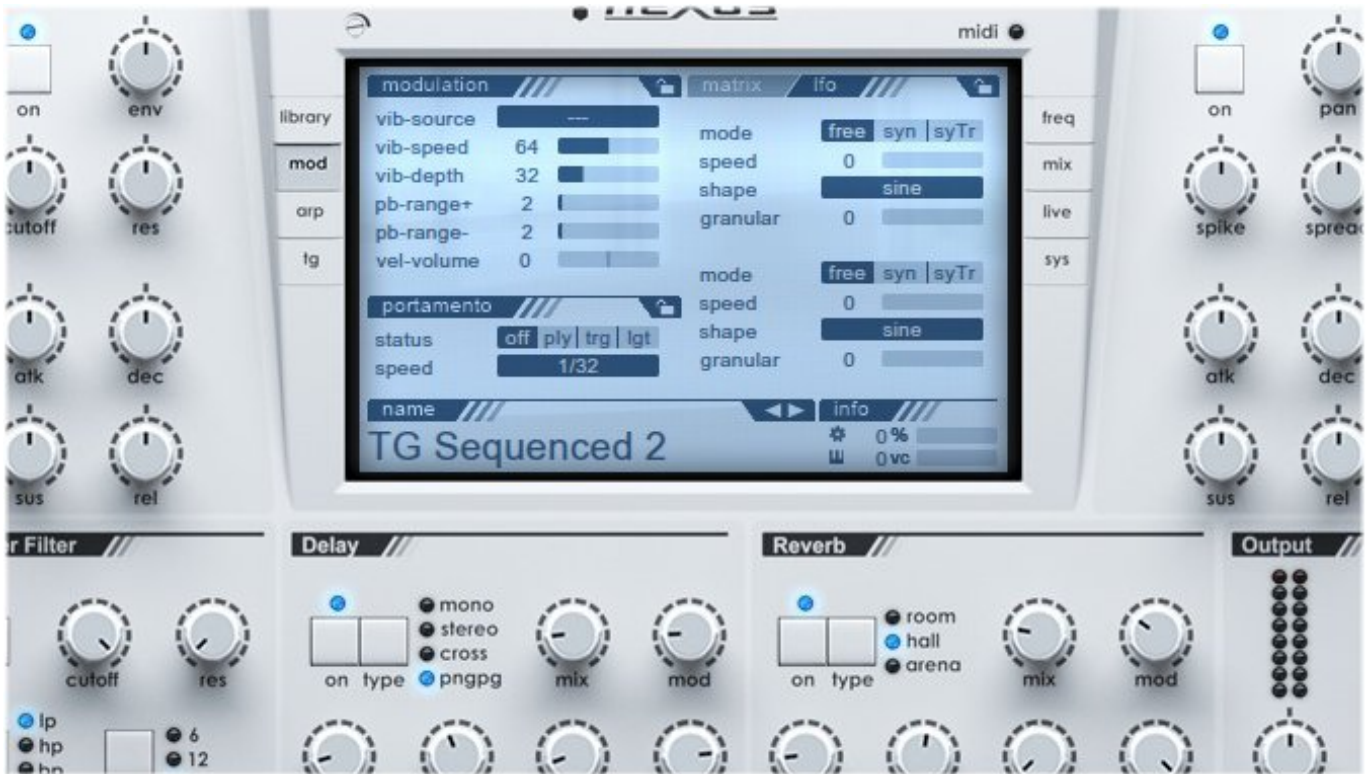 nexus
midi
on
env
cutoff
res
atk
dec
sus
rel
library
mod
arp
tg
modulation
vib-source ---
vib-speed 64
vib-depth 32
pb-range+ 2
pb-range- 2
vel-volume 0
portamento
status off ply trg lgt
speed 1/32
matrix lfo
mode free syn syTr
speed 0
shape sine
granular 0
mode free syn syTr
speed 0
shape sine
granular 0
name
TG Sequenced 2
info
0 %
0 vc
freq
mix
live
sys
on
pan
spike
spread
atk
dec
sus
rel
r Filter
cutoff
res
lp
hp
bp
6
12
Delay
on type
mono
stereo
cross
pngpg
mix
mod
Reverb
on type
room
hall
arena
mix
mod
Output